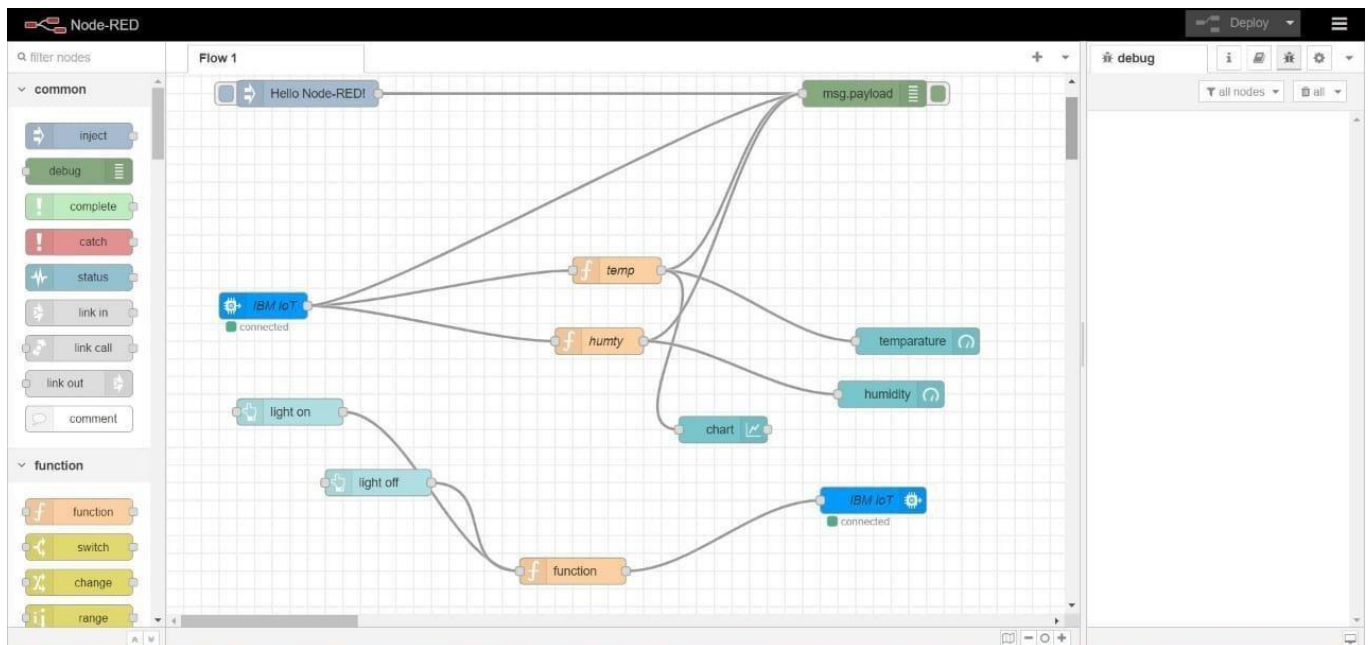 Node-RED
Deploy
filter nodes
Flow 1
debug
i
all nodes
all
common
inject
debug
complete
catch
status
link in
link call
link out
comment
function
function
switch
change
range
Hello Node-RED!
msg.payload
temp
IBM IoT
connected
humty
temparature
humidity
light on
chart
light off
IBM IoT
connected
function